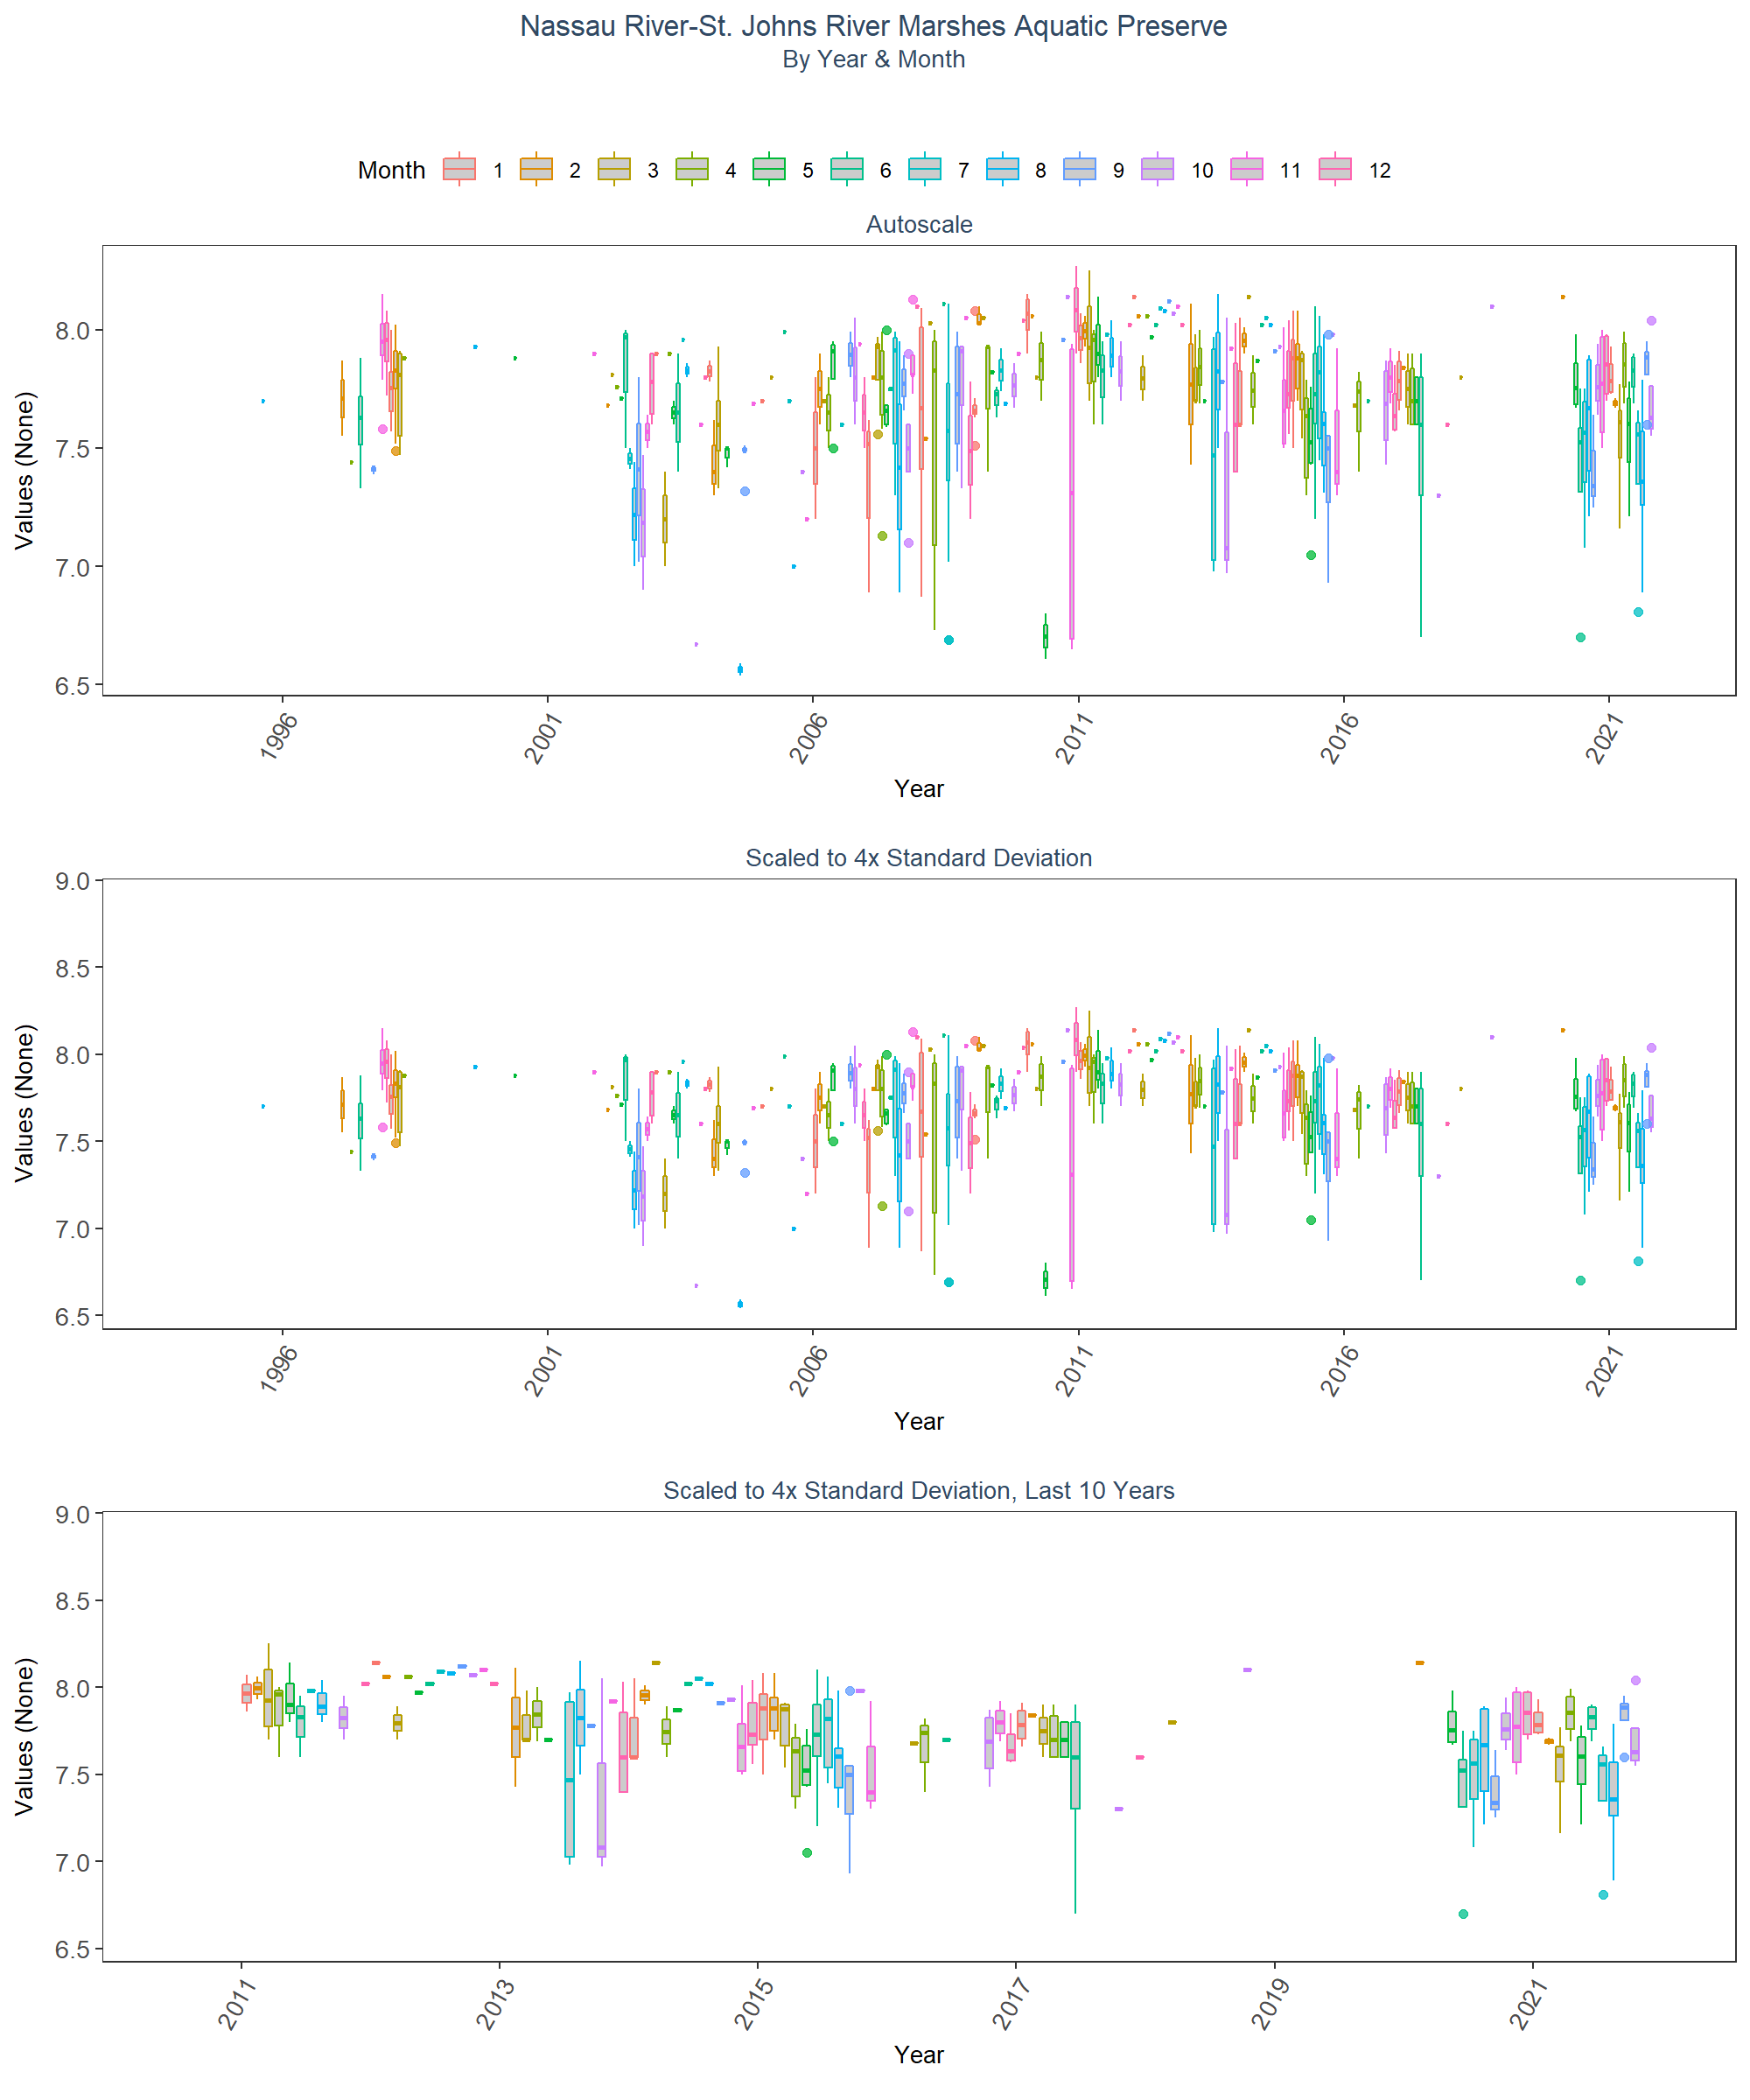 Nassau River-St. Johns River Marshes Aquatic Preserve
By Year & Month
Month 1 2 3 4 5 6 7 8 9 10 11 12
Autoscale
Values (None)
8.0
7.5
7.0
6.5
1996 2001 2006 2011 2016 2021
Year
Scaled to 4x Standard Deviation
Values (None)
9.0
8.5
8.0
7.5
7.0
6.5
1996 2001 2006 2011 2016 2021
Year
Scaled to 4x Standard Deviation, Last 10 Years
Values (None)
9.0
8.5
8.0
7.5
7.0
6.5
2011 2013 2015 2017 2019 2021
Year